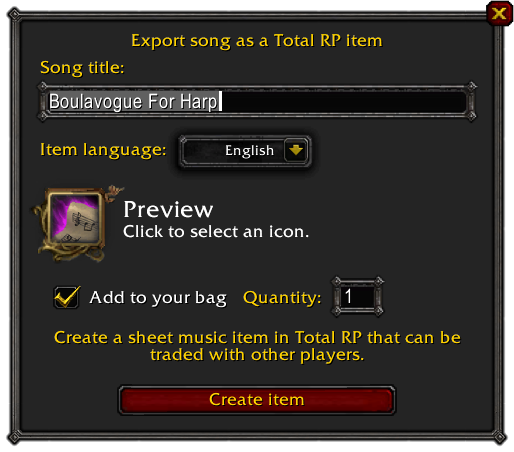 Export song as a Total RP item
Song title:
Boulavogue For Harp
Item language: English
Preview
Click to select an icon.
Add to your bag Quantity: 1
Create a sheet music item in Total RP that can be
traded with other players.
Create item